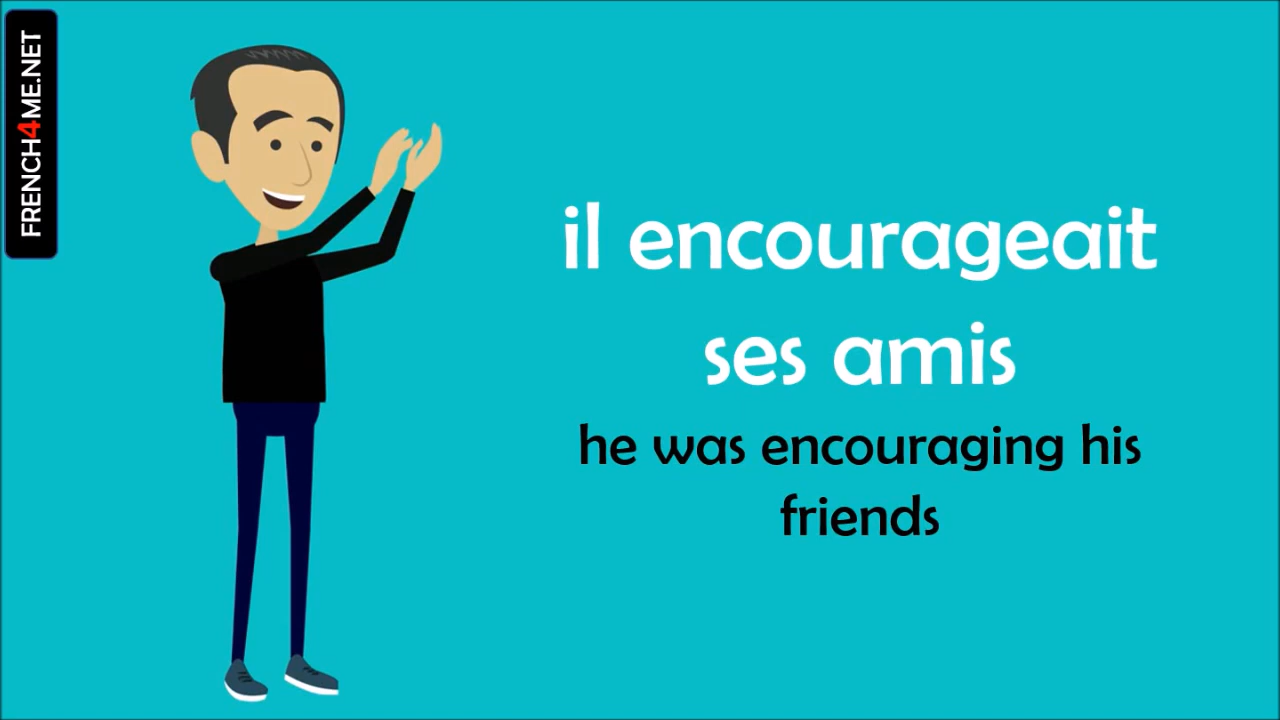 FRENCH4ME.NET
il encourageait
ses amis
he was encouraging his
friends